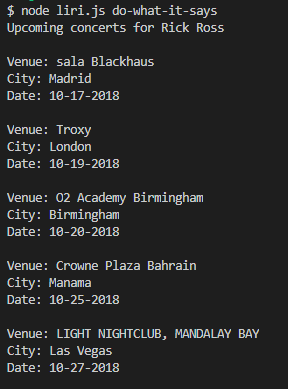 $ node liri.js do-what-it-says
Upcoming concerts for Rick Ross
Venue: sala Blackhaus
City: Madrid
Date: 10-17-2018
Venue: Troxy
City: London
Date: 10-19-2018
Venue: O2 Academy Birmingham
City: Birmingham
Date: 10-20-2018
Venue: Crowne Plaza Bahrain
City: Manama
Date: 10-25-2018
Venue: LIGHT NIGHTCLUB, MANDALAY BAY
City: Las Vegas
Date: 10-27-2018